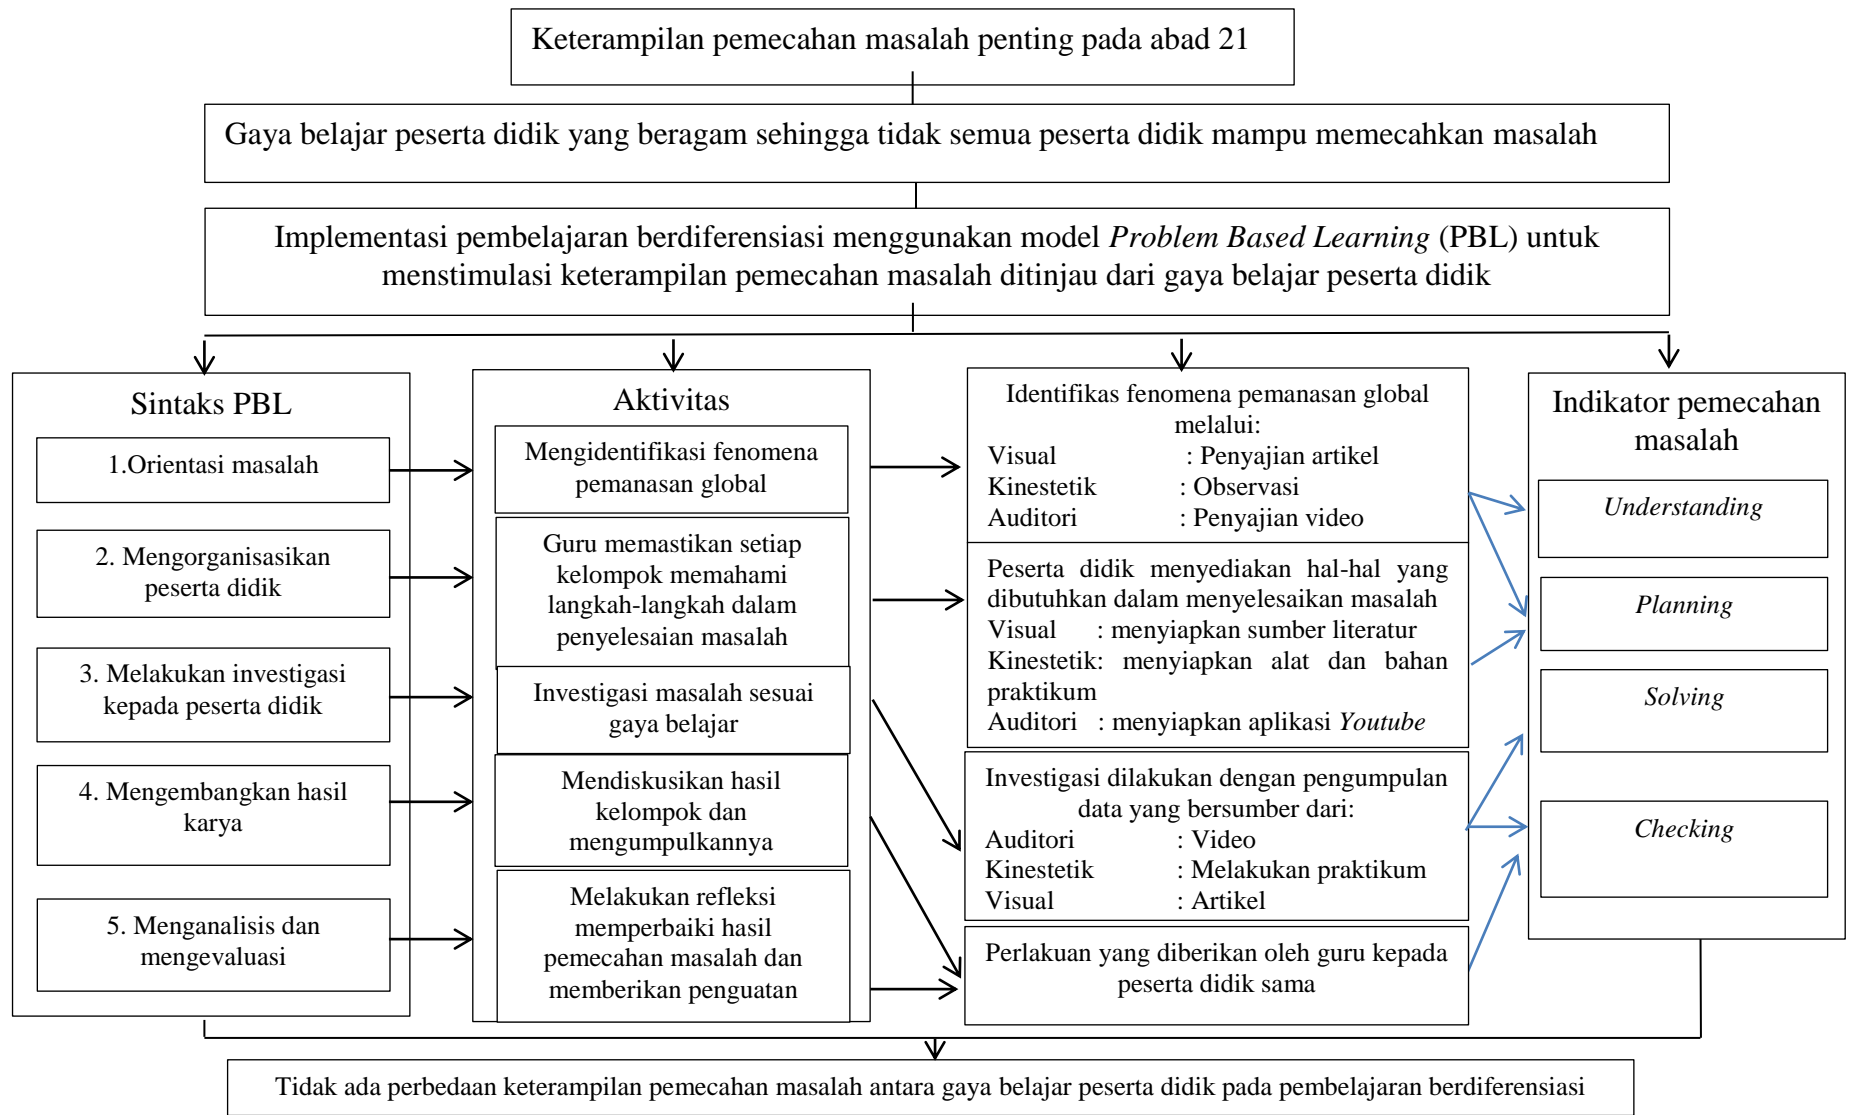 Keterampilan pemecahan masalah penting pada abad 21
Gaya belajar peserta didik yang beragam sehingga tidak semua peserta didik mampu memecahkan masalah
Implementasi pembelajaran berdiferensiasi menggunakan model Problem Based Learning (PBL) untuk
menstimulasi keterampilan pemecahan masalah ditinjau dari gaya belajar peserta didik
Sintaks PBL
1.Orientasi masalah
2. Mengorganisasikan
peserta didik
3. Melakukan investigasi
kepada peserta didik
4. Mengembangkan hasil
karya
5. Menganalisis dan
mengevaluasi
Aktivitas
Mengidentifikasi fenomena
pemanasan global
Guru memastikan setiap
kelompok memahami
langkah-langkah dalam
penyelesaian masalah
Investigasi masalah sesuai
gaya belajar
Mendiskusikan hasil
kelompok dan
mengumpulkannya
Melakukan refleksi
memperbaiki hasil
pemecahan masalah dan
memberikan penguatan
Identifikas fenomena pemanasan global
melalui:
Visual : Penyajian artikel
Kinestetik : Observasi
Auditori : Penyajian video
Peserta didik menyediakan hal-hal yang
dibutuhkan dalam menyelesaikan masalah
Visual : menyiapkan sumber literatur
Kinestetik: menyiapkan alat dan bahan
praktikum
Auditori : menyiapkan aplikasi Youtube
Investigasi dilakukan dengan pengumpulan
data yang bersumber dari:
Auditori : Video
Kinestetik : Melakukan praktikum
Visual : Artikel
Perlakuan yang diberikan oleh guru kepada
peserta didik sama
Indikator pemecahan
masalah
Understanding
Planning
Solving
Checking
Tidak ada perbedaan keterampilan pemecahan masalah antara gaya belajar peserta didik pada pembelajaran berdiferensiasi